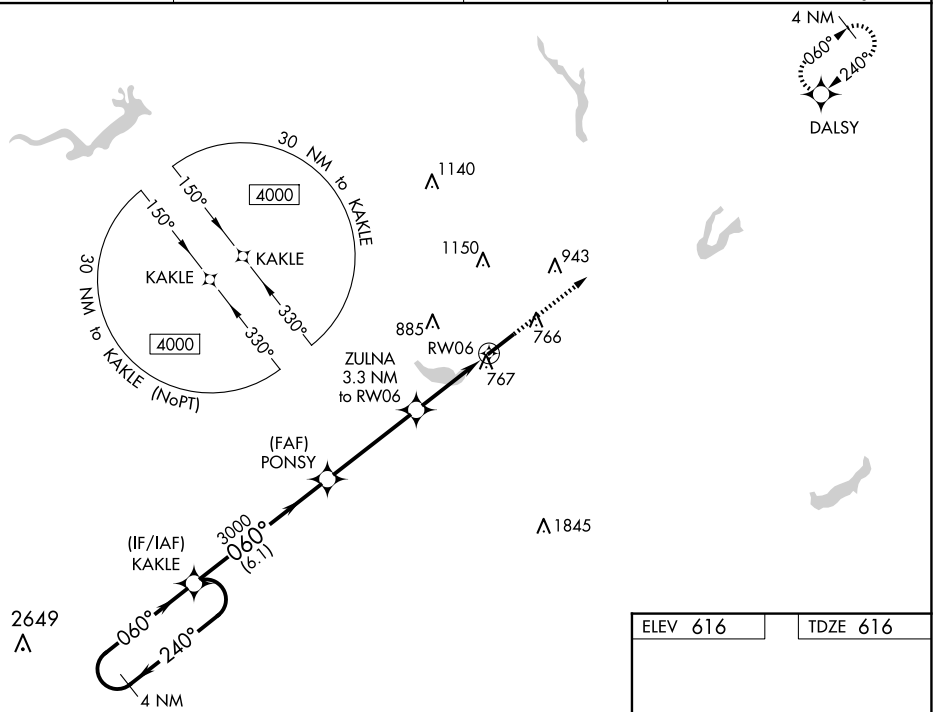 4 NM
060°
240°
DALSY
30 NM to KAKLE
150°
4000
KAKLE
330°
150°
KAKLE
330°
4000
30 NM to KAKLE (NoPT)
1140
1150
943
885
RW06
766
767
ZULNA
3.3 NM
to RW06
(FAF)
PONSY
3000
060°
(6.1)
1845
(IF/IAF)
KAKLE
060°
240°
4 NM
2649
ELEV 616
TDZE 616